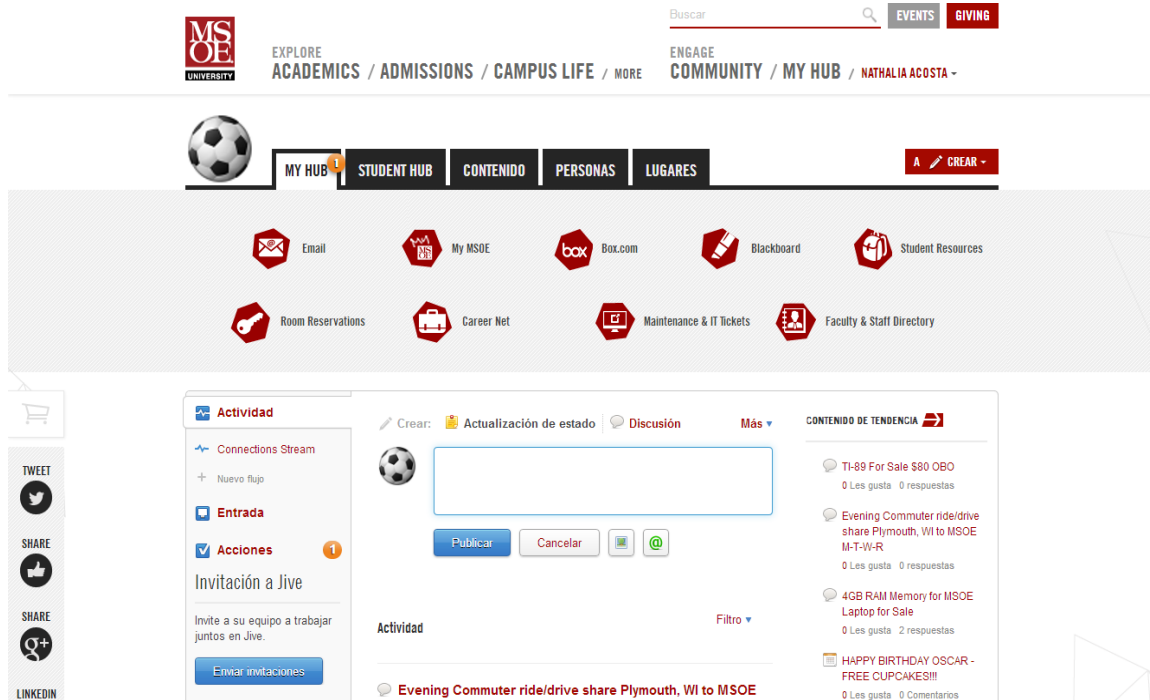 Buscar
EVENTS
GIVING
MSOE
UNIVERSITY
EXPLORE
ACADEMICS / ADMISSIONS / CAMPUS LIFE / MORE
ENGAGE
COMMUNITY / MY HUB / NATHALIA ACOSTA
MY HUB
1
STUDENT HUB
CONTENIDO
PERSONAS
LUGARES
A CREAR
Email
My MSOE
box
Box.com
Blackboard
Student Resources
Room Reservations
Career Net
Maintenance & IT Tickets
Faculty & Staff Directory
TWEET
SHARE
SHARE
g+
LINKEDIN
Actividad
Connections Stream
+ Nuevo flujo
Entrada
Acciones 1
Invitación a Jive
Invite a su equipo a trabajar
juntos en Jive.
Enviar invitaciones
Crear: Actualización de estado Discusión Más
Publicar
Cancelar
@
Actividad
Filtro
Evening Commuter ride/drive share Plymouth, WI to MSOE
CONTENIDO DE TENDENCIA
TI-89 For Sale $80 OBO
0 Les gusta 0 respuestas
Evening Commuter ride/drive
share Plymouth, WI to MSOE
M-T-W-R
0 Les gusta 0 respuestas
4GB RAM Memory for MSOE
Laptop for Sale
0 Les gusta 2 respuestas
HAPPY BIRTHDAY OSCAR -
FREE CUPCAKES!!!
0 Les gusta 0 Comentarios